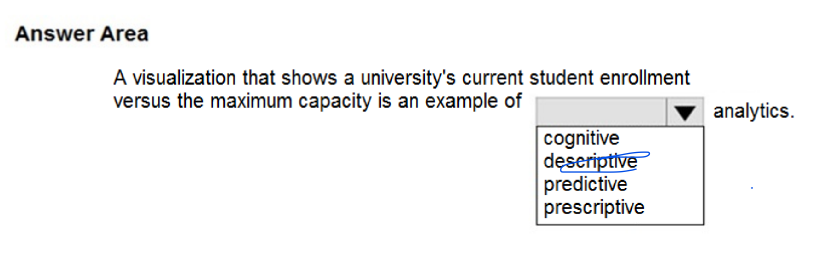 Answer Area
A visualization that shows a university's current student enrollment
versus the maximum capacity is an example of analytics.
cognitive
descriptive
predictive
prescriptive